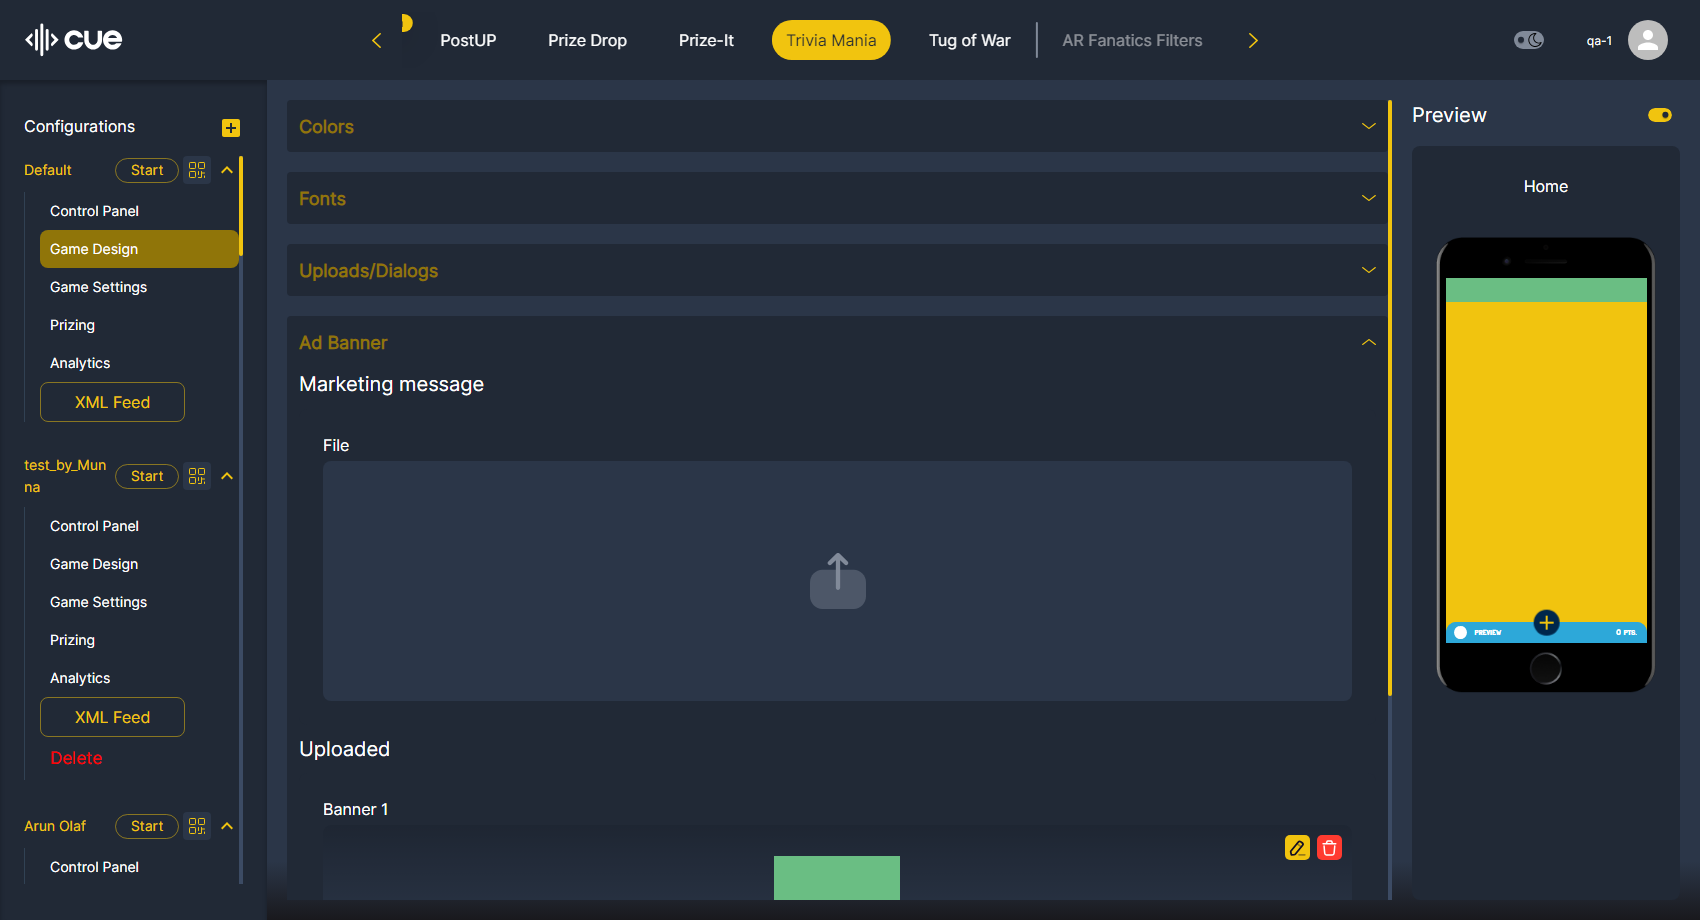 cue
PostUP
Prize Drop
Prize-It
Trivia Mania
Tug of War
AR Fanatics Filters
qa-1
Configurations
Default
Start
Control Panel
Game Design
Game Settings
Prizing
Analytics
XML Feed
test_by_Mun
na
Start
Control Panel
Game Design
Game Settings
Prizing
Analytics
XML Feed
Delete
Arun Olaf
Start
Control Panel
Colors
Fonts
Uploads/Dialogs
Ad Banner
Marketing message
File
Uploaded
Banner 1
Preview
Home
PREVIEW
0 PTS.